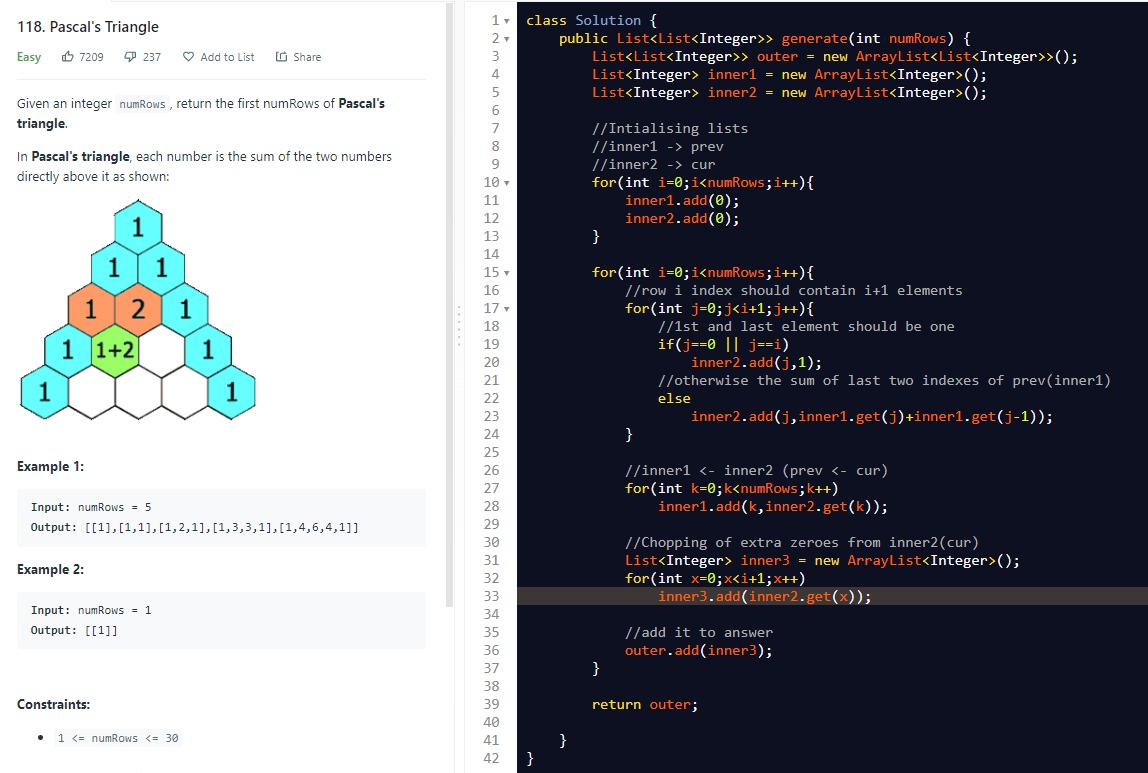 118. Pascal's Triangle
Easy 7209 237 Add to List Share
Given an integer numRows , return the first numRows of Pascal's
triangle.
In Pascal's triangle, each number is the sum of the two numbers
directly above it as shown:
1
1 1
1 2 1
1 1+2 1
1 1
Example 1:
Input: numRows = 5
Output: [[1],[1,1],[1,2,1],[1,3,3,1],[1,4,6,4,1]]
Example 2:
Input: numRows = 1
Output: [[1]]
Constraints:
• 1 <= numRows <= 30
1 class Solution {
2 public List<List<Integer>> generate(int numRows) {
3 List<List<Integer>> outer = new ArrayList<List<Integer>>();
4 List<Integer> inner1 = new ArrayList<Integer>();
5 List<Integer> inner2 = new ArrayList<Integer>();
6
7 //Intialising lists
8 //inner1 -> prev
9 //inner2 -> cur
10 for(int i=0;i<numRows;i++){
11 inner1.add(0);
12 inner2.add(0);
13 }
14
15 for(int i=0;i<numRows;i++){
16 //row i index should contain i+1 elements
17 for(int j=0;j<i+1;j++){
18 //1st and last element should be one
19 if(j==0 || j==i)
20 inner2.add(j,1);
21 //otherwise the sum of last two indexes of prev(inner1)
22 else
23 inner2.add(j,inner1.get(j)+inner1.get(j-1));
24 }
25
26 //inner1 <- inner2 (prev <- cur)
27 for(int k=0;k<numRows;k++)
28 inner1.add(k,inner2.get(k));
29
30 //Chopping of extra zeroes from inner2(cur)
31 List<Integer> inner3 = new ArrayList<Integer>();
32 for(int x=0;x<i+1;x++)
33 inner3.add(inner2.get(x));
34
35 //add it to answer
36 outer.add(inner3);
37 }
38
39 return outer;
40
41 }
42 }